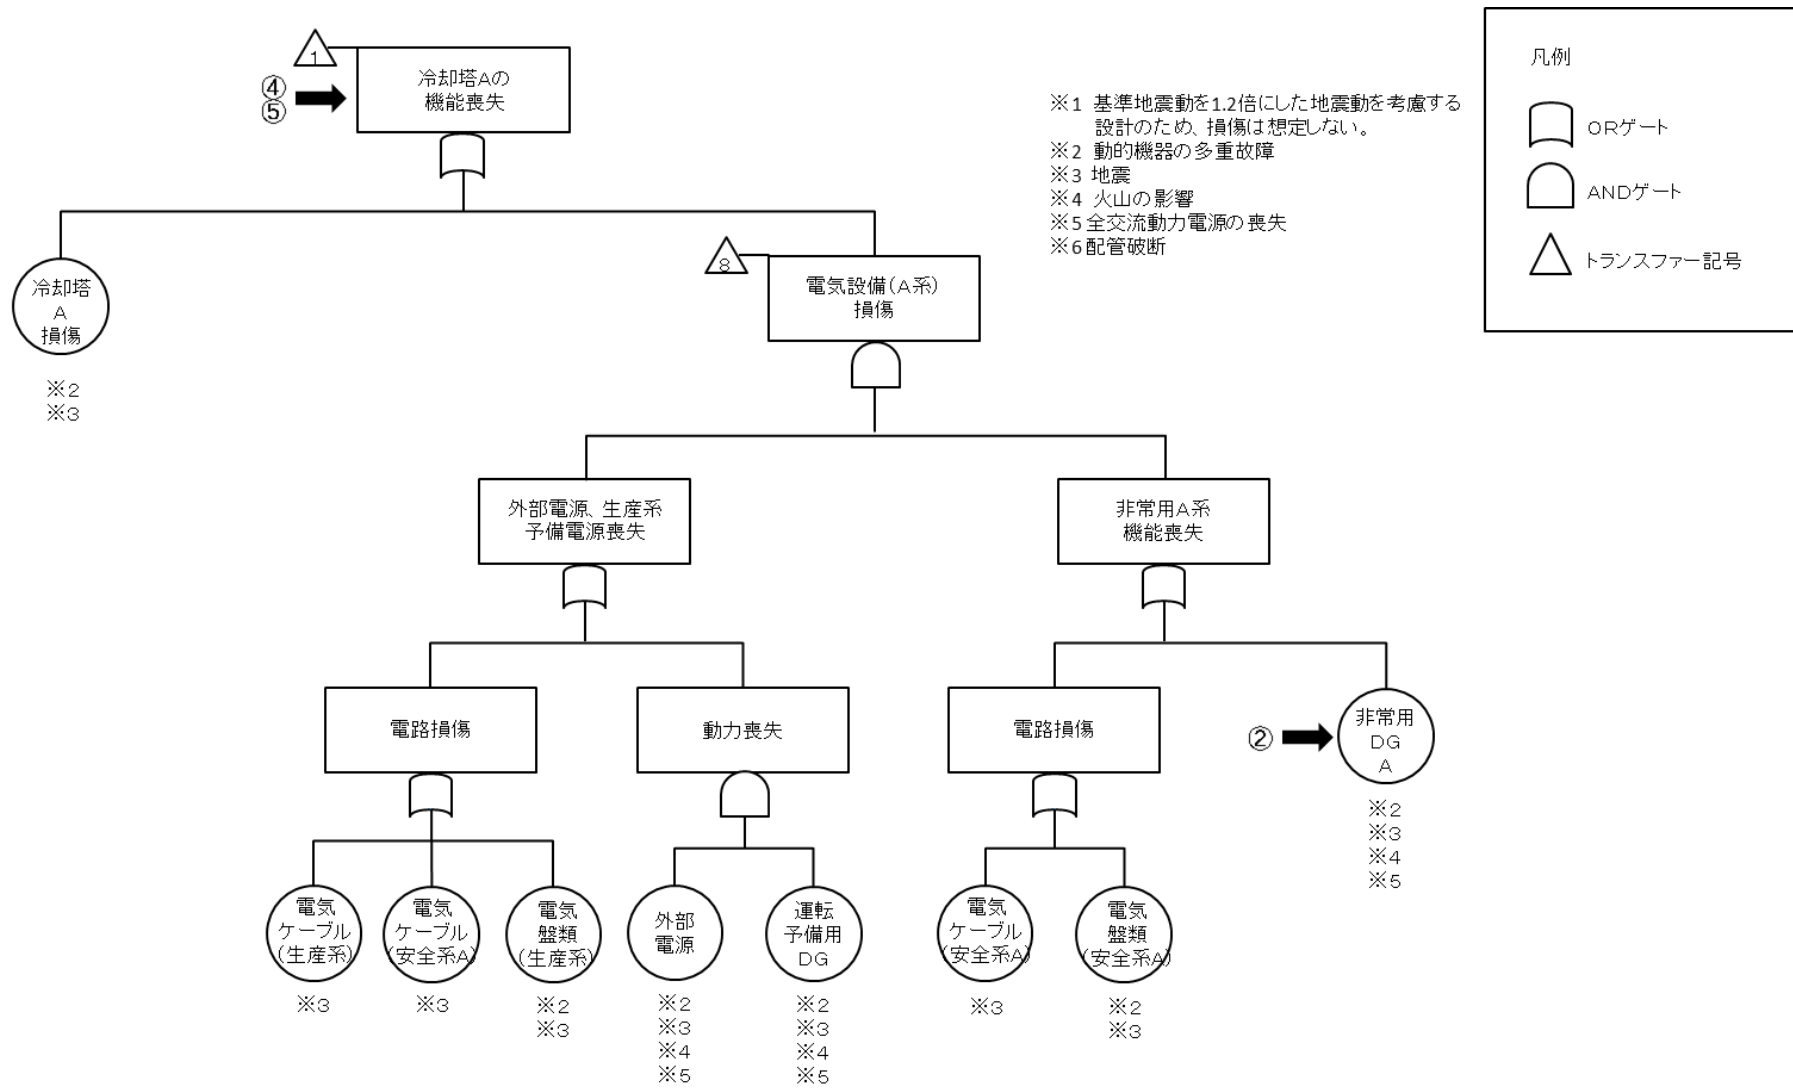 1
④
⑤
冷却塔Aの
機能喪失
※1 基準地震動を1.2倍にした地震動を考慮する
設計のため、損傷は想定しない。
※2 動的機器の多重故障
※3 地震
※4 火山の影響
※5 全交流動力電源の喪失
※6 配管破断
凡例
ORゲート
ANDゲート
トランスファー記号
冷却塔
A
損傷
※2
※3
8
電気設備(A系)
損傷
外部電源、生産系
予備電源喪失
非常用A系
機能喪失
電路損傷
動力喪失
電路損傷
②
非常用
DG
A
※2
※3
※4
※5
電気
ケーブル
(生産系)
※3
電気
ケーブル
(安全系A)
※3
電気
盤類
(生産系)
※2
※3
外部
電源
※2
※3
※4
※5
運転
予備用
DG
※2
※3
※4
※5
電気
ケーブル
(安全系A)
※3
電気
盤類
(安全系A)
※2
※3